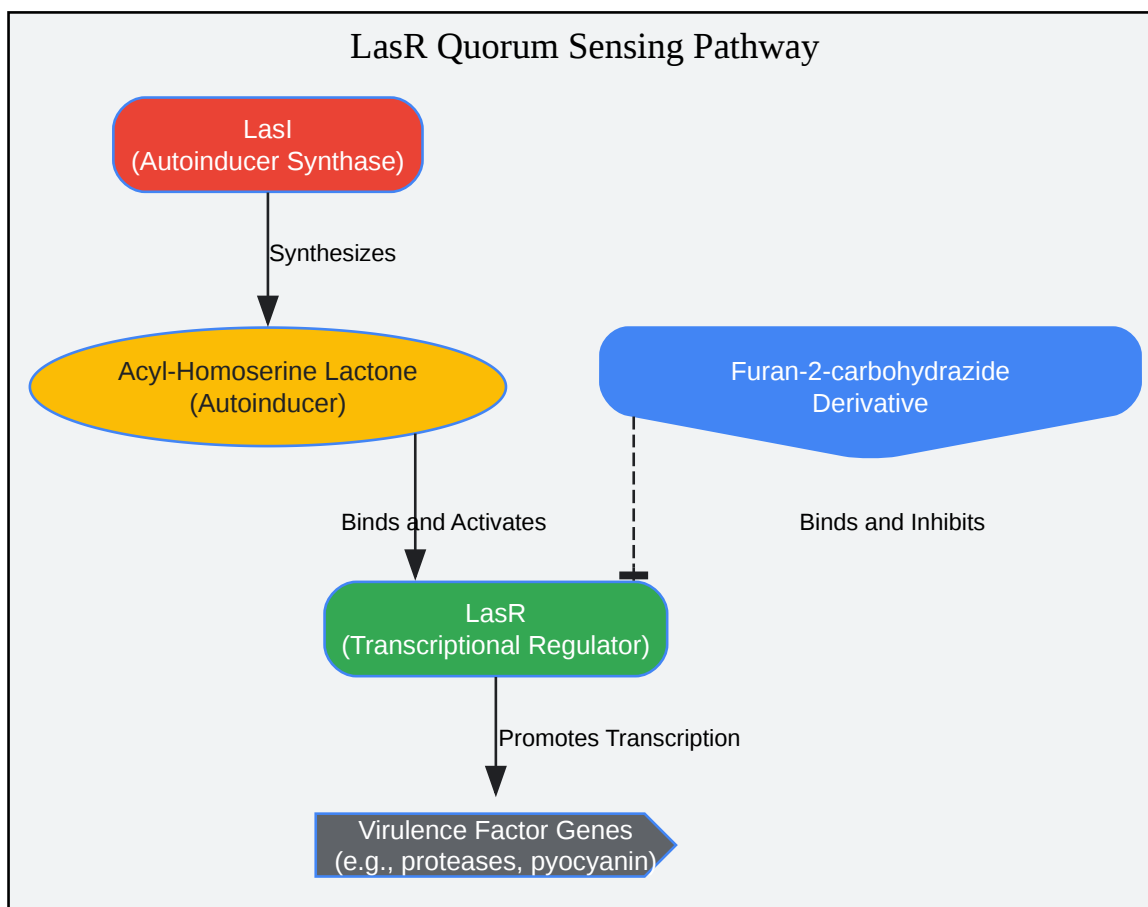 LasR Quorum Sensing Pathway
LasI
(Autoinducer Synthase)
Synthesizes
Acyl-Homoserine Lactone
(Autoinducer)
Furan-2-carbohydrazide
Derivative
Binds and Activates
Binds and Inhibits
LasR
(Transcriptional Regulator)
Promotes Transcription
Virulence Factor Genes
(e.g., proteases, pyocyanin)